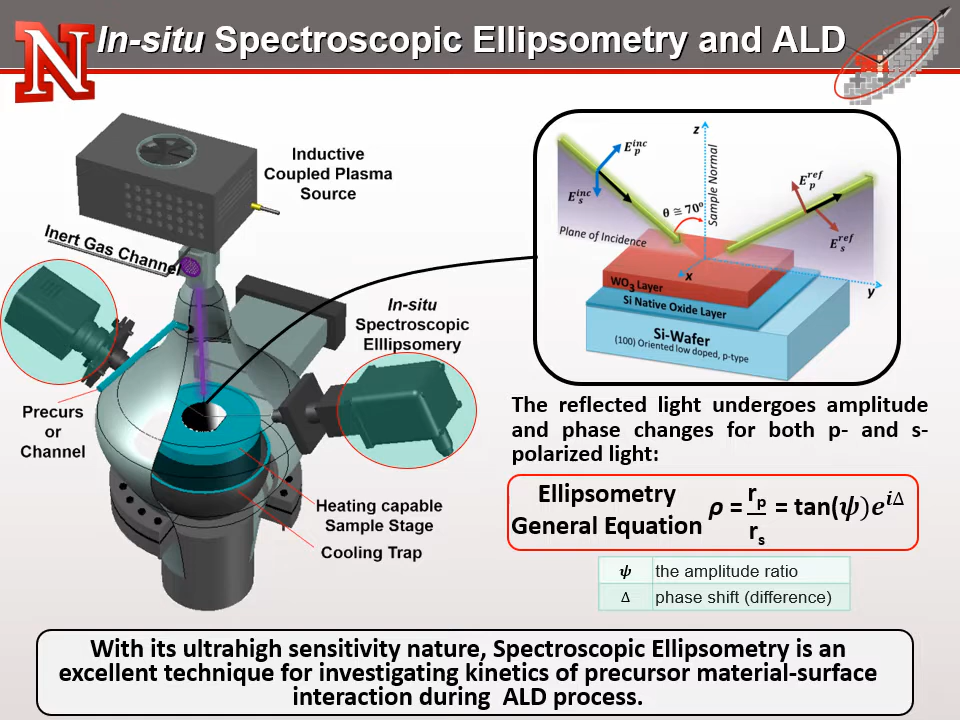 In-situ Spectroscopic Ellipsometry and ALD
N
Inductive
Coupled Plasma
Source
Inert Gas Channel
In-situ
Spectroscopic
Elllipsomery
Precurs
or
Channel
Heating capable
Sample Stage
Cooling Trap
z
Sample Normal
E_p^inc
E_s^inc
θ ≅ 70°
E_p^ref
E_s^ref
Plane of Incidence
x
y
WO₃ Layer
Si Native Oxide Layer
Si-Wafer
(100) Oriented low doped, p-type
The reflected light undergoes amplitude
and phase changes for both p- and s-
polarized light:
Ellipsometry
General Equation
ρ = r_p/r_s = tan(ψ)e^{iΔ}
ψ the amplitude ratio
Δ phase shift (difference)
With its ultrahigh sensitivity nature, Spectroscopic Ellipsometry is an
excellent technique for investigating kinetics of precursor material-surface
interaction during ALD process.